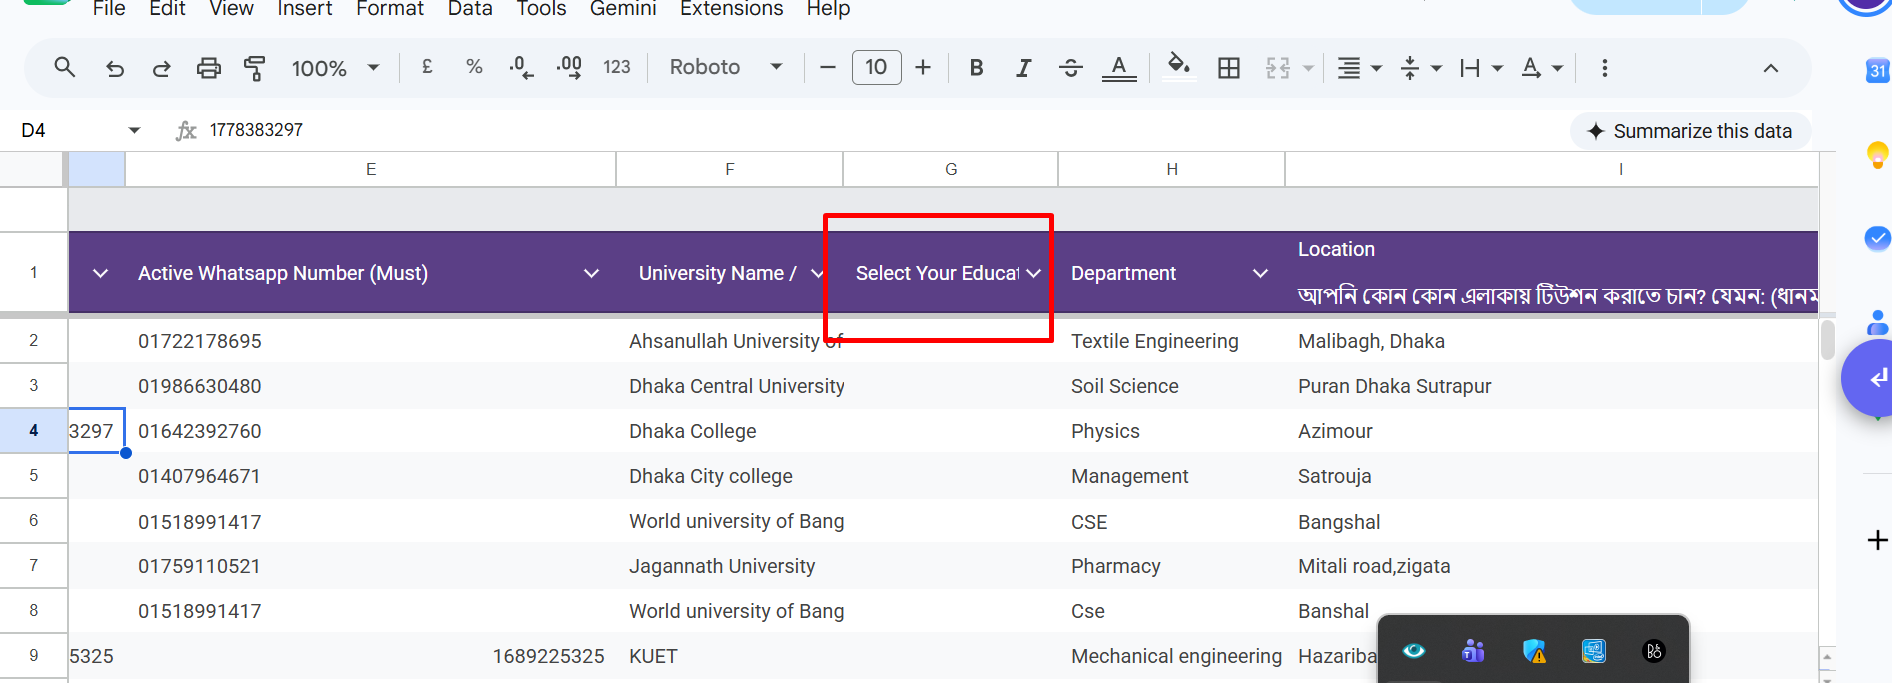 File Edit View Insert Format Data Tools Gemini Extensions Help
100% £ % .0 .00 123 Roboto 10 B I A A
31
D4 fx 1778383297 Summarize this data
E F G H I
1 Active Whatsapp Number (Must) University Name / Select Your Educat Department Location
আপনি কোন কোন এলাকায় টিউশন করাতে চান? যেমন: (ধানম
2 01722178695 Ahsanullah University of Textile Engineering Malibagh, Dhaka
3 01986630480 Dhaka Central University Soil Science Puran Dhaka Sutrapur
4 3297 01642392760 Dhaka College Physics Azimour
5 01407964671 Dhaka City college Management Satrouja
6 01518991417 World university of Bang CSE Bangshal
7 01759110521 Jagannath University Pharmacy Mitali road,zigata
8 01518991417 World university of Bang Cse Banshal
9 5325 1689225325 KUET Mechanical engineering Hazariba